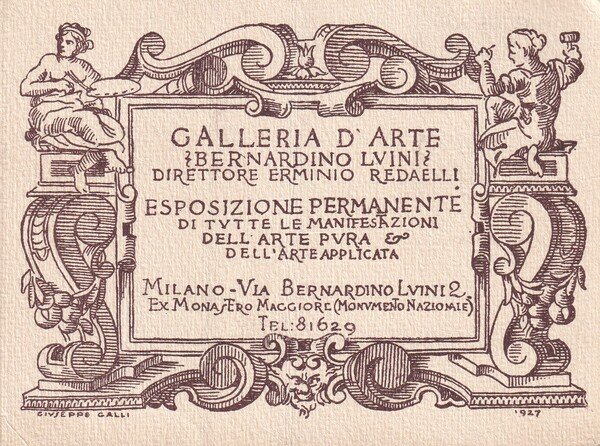 GALLERIA D'ARTE
BERNARDINO LVINI
DIRETTORE ERMINIO REDAELLI
ESPOSIZIONE PERMANENTE
DI TVTTE LE MANIFESTAZIONI
DELL'ARTE PVRA &
DELL'ARTE APPLICATA
MILANO - VIA BERNARDINO LVINI 2
EX MONASTERO MAGGIORE (MONVMENTO NAZIONALE)
TEL: 81629
GIVSEPPE GALLI
1927